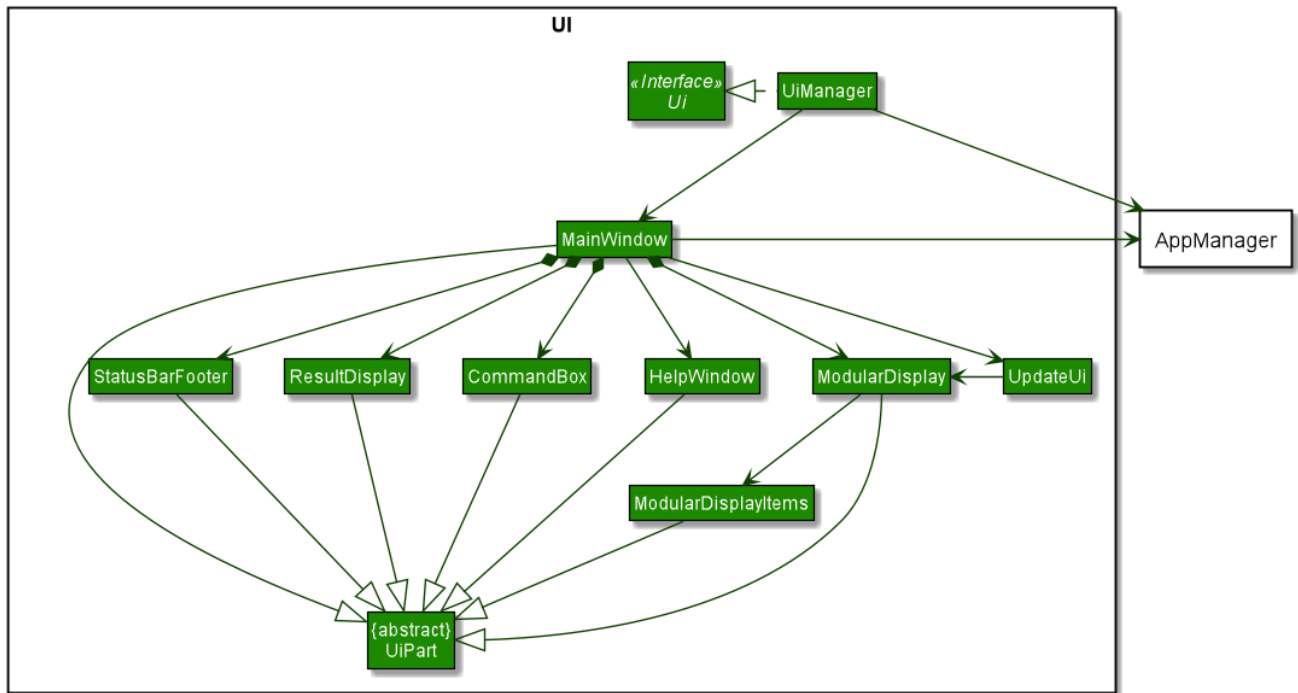 UI
«Interface»
Ui
UiManager
MainWindow
AppManager
StatusBarFooter
ResultDisplay
CommandBox
HelpWindow
ModularDisplay
UpdateUi
ModularDisplayItems
{abstract}
UiPart